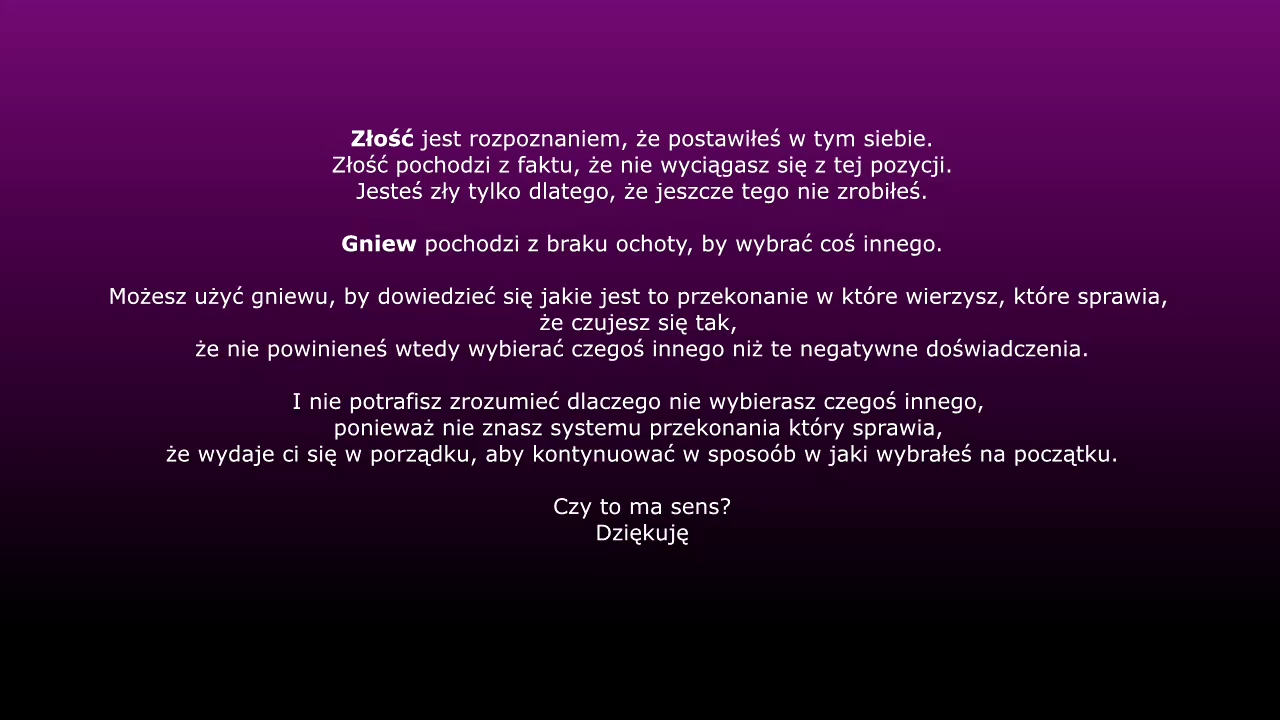 Złość jest rozpoznaniem, że postawiłeś w tym siebie.
Złość pochodzi z faktu, że nie wyciągasz się z tej pozycji.
Jesteś zły tylko dlatego, że jeszcze tego nie zrobiłeś.
Gniew pochodzi z braku ochoty, by wybrać coś innego.
Możesz użyć gniewu, by dowiedzieć się jakie jest to przekonanie w które wierzysz, które sprawia,
że czujesz się tak,
że nie powinieneś wtedy wybierać czegoś innego niż te negatywne doświadczenia.
I nie potrafisz zrozumieć dlaczego nie wybierasz czegoś innego,
ponieważ nie znasz systemu przekonania który sprawia,
że wydaje ci się w porządku, aby kontynuować w sposoób w jaki wybrałeś na początku.
Czy to ma sens?
Dziękuję